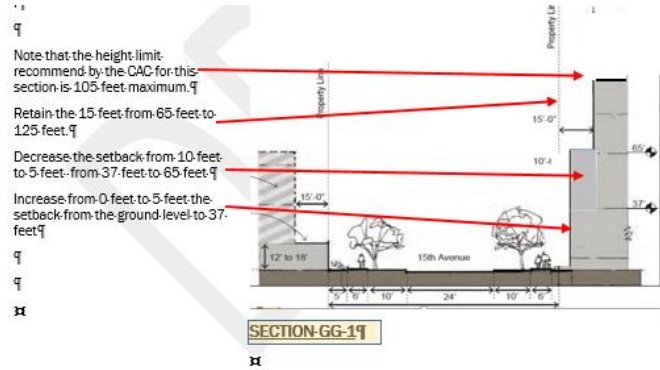 ¶
Note that the height limit
recommend by the CAC for this
section is 105 feet maximum.¶
Retain the 15 feet from 65 feet to
125 feet.¶
Decrease the setback from 10 feet
to 5 feet from 37 feet to 65 feet¶
Increase from 0 feet to 5 feet the
setback from the ground level to 37
feet¶
¶
¶
¤
Property Line
Property Li
15'-0"
65'
10'-
15'-0"
37'
12' to 18'
15th Avenue
5'
6'
10'
24'
10'
6'
SECTION GG-1¶
¤